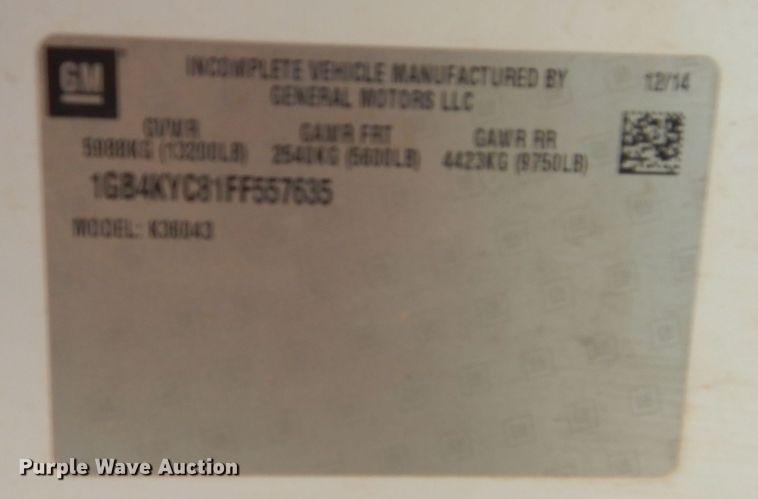 GM
INCOMPLETE VEHICLE MANUFACTURED BY
GENERAL MOTORS LLC
12/14
GVWR GAWR FRT GAWR RR
5988KG (13200LB) 2540KG (5600LB) 4423KG (9750LB)
1GB4KYC81FF557635
MODEL: K36043
Purple Wave Auction